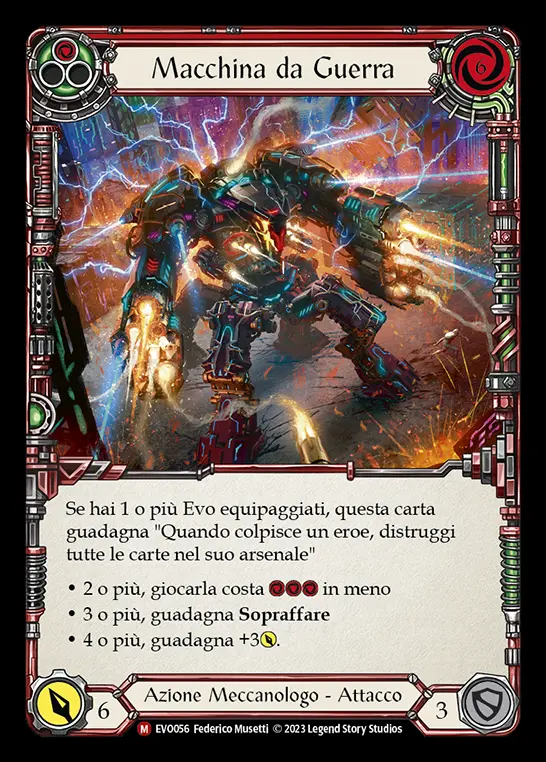 Macchina da Guerra
6
Se hai 1 o più Evo equipaggiati, questa carta
guadagna "Quando colpisce un eroe, distruggi
tutte le carte nel suo arsenale"
• 2 o più, giocarla costa in meno
• 3 o più, guadagna Sopraffare
• 4 o più, guadagna +3.
6
Azione Meccanologo - Attacco
3
M EVO056 Federico Musetti © 2023 Legend Story Studios